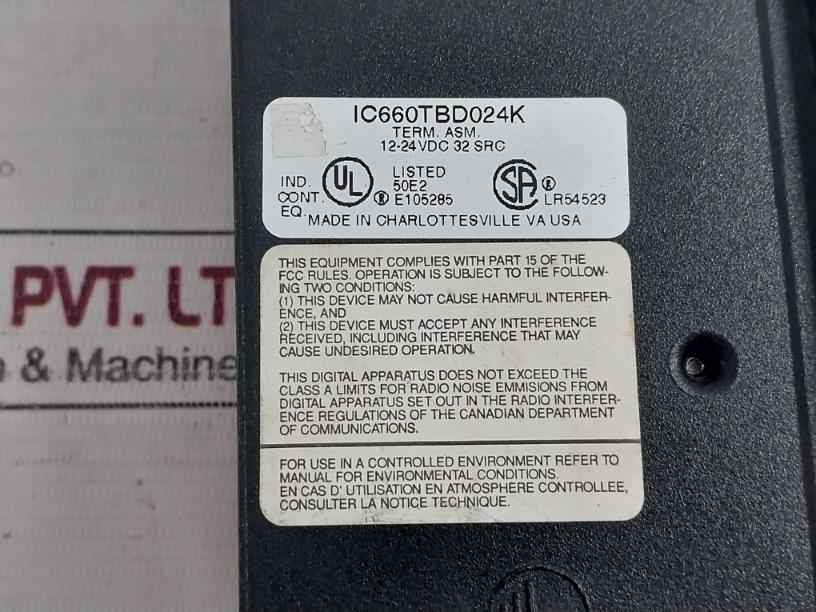 IC660TBD024K
TERM. ASM.
12-24VDC 32 SRC
IND.
CONT.
EQ.
UL
®
LISTED
50E2
E105285
SA
®
LR54523
MADE IN CHARLOTTESVILLE VA USA
THIS EQUIPMENT COMPLIES WITH PART 15 OF THE
FCC RULES. OPERATION IS SUBJECT TO THE FOLLOW-
ING TWO CONDITIONS:
(1) THIS DEVICE MAY NOT CAUSE HARMFUL INTERFER-
ENCE, AND
(2) THIS DEVICE MUST ACCEPT ANY INTERFERENCE
RECEIVED, INCLUDING INTERFERENCE THAT MAY
CAUSE UNDESIRED OPERATION.
THIS DIGITAL APPARATUS DOES NOT EXCEED THE
CLASS A LIMITS FOR RADIO NOISE EMMISIONS FROM
DIGITAL APPARATUS SET OUT IN THE RADIO INTERFER-
ENCE REGULATIONS OF THE CANADIAN DEPARTMENT
OF COMMUNICATIONS.
FOR USE IN A CONTROLLED ENVIRONMENT REFER TO
MANUAL FOR ENVIRONMENTAL CONDITIONS.
EN CAS D' UTILISATION EN ATMOSPHÈRE CONTROLLEE,
CONSULTER LA NOTICE TECHNIQUE.
PVT. LT
& Machine